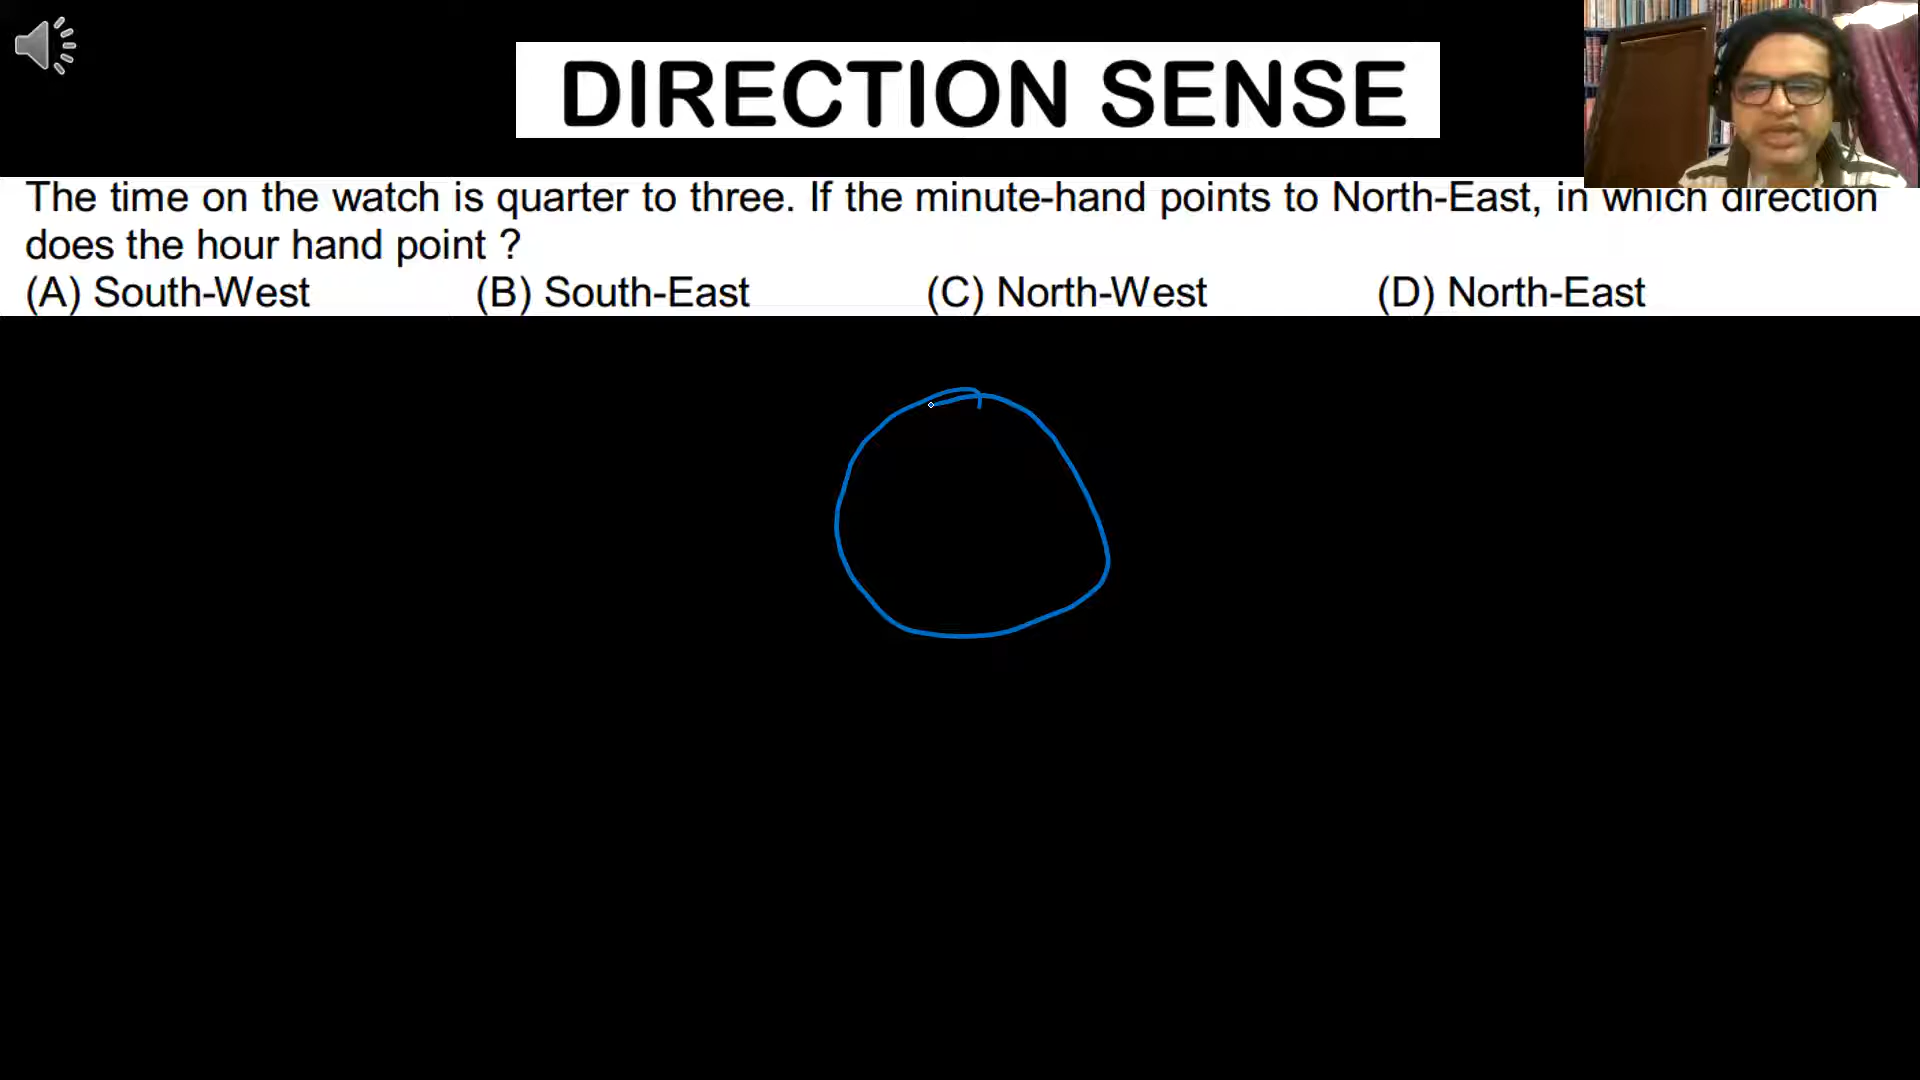 DIRECTION SENSE
The time on the watch is quarter to three. If the minute-hand points to North-East, in which direction
does the hour hand point ?
(A) South-West (B) South-East (C) North-West (D) North-East